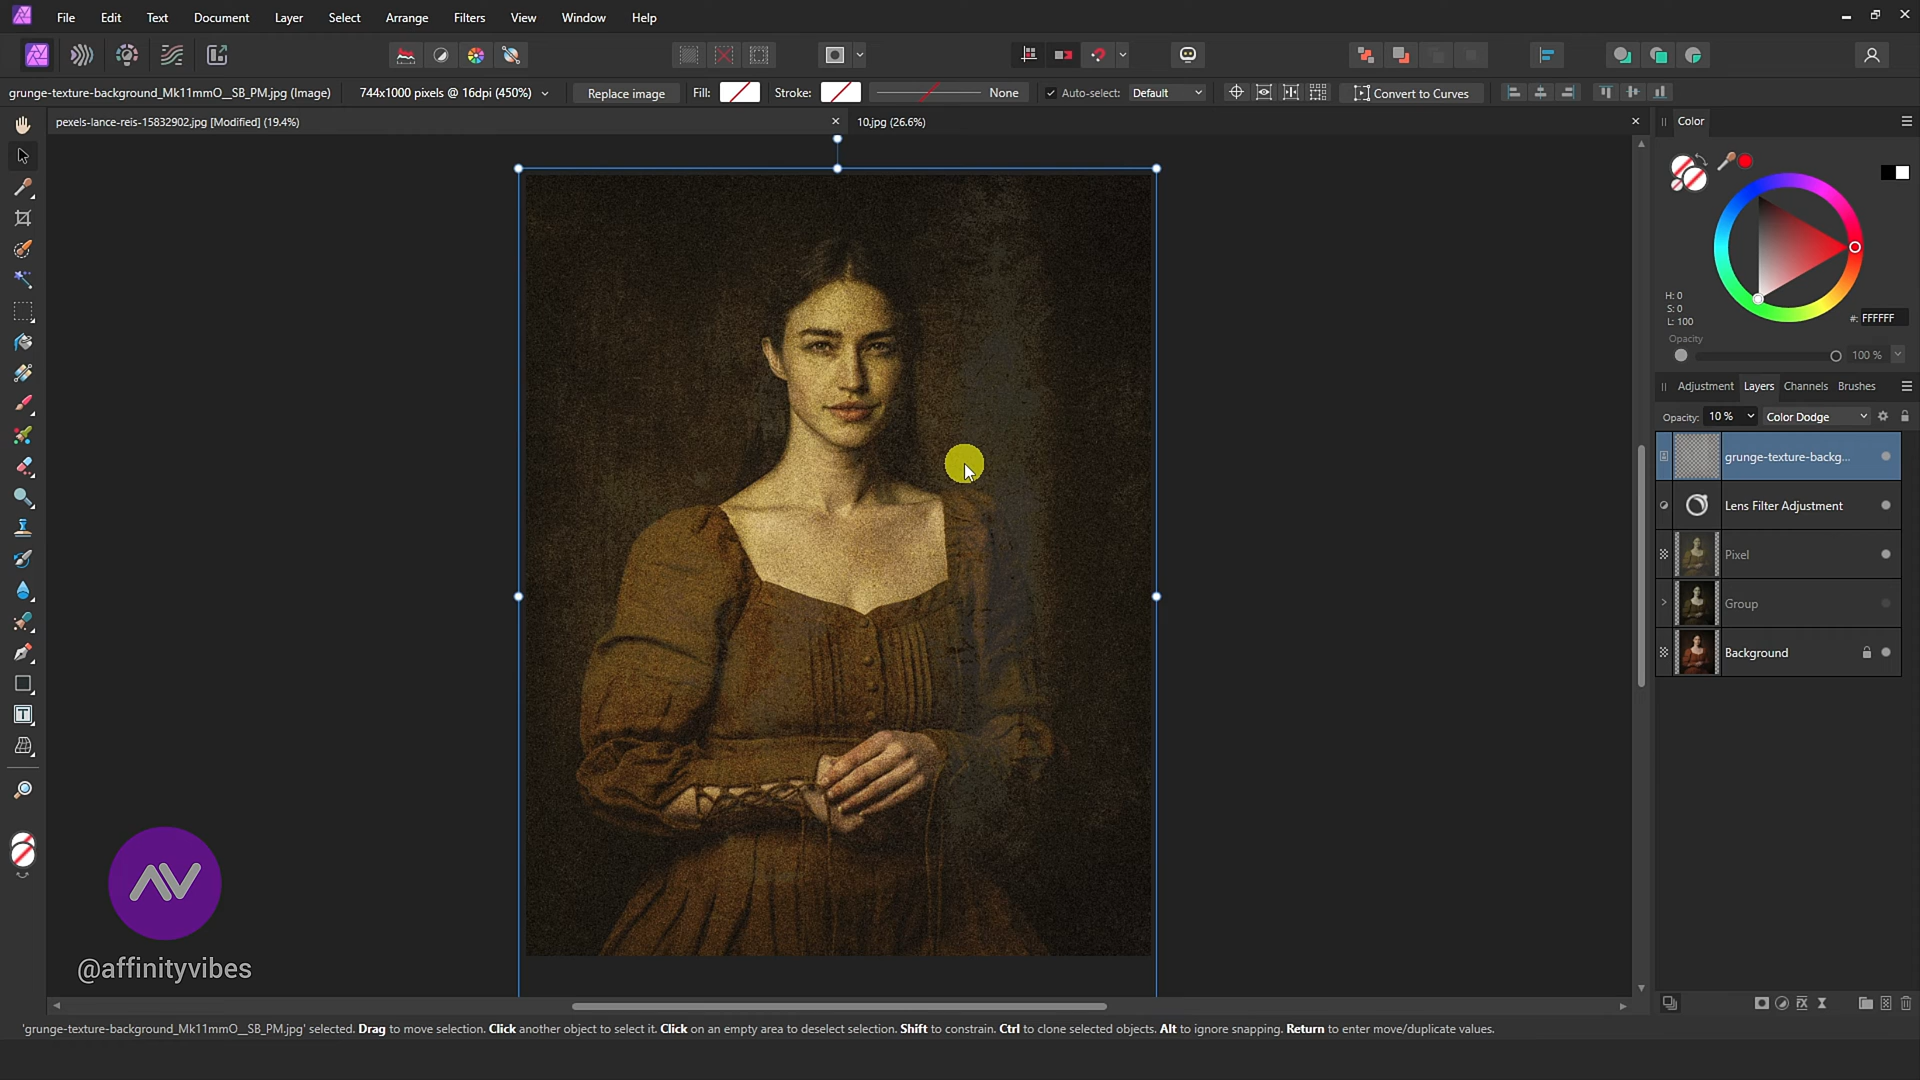 File Edit Text Document Layer Select Arrange Filters View Window Help
grunge-texture-background_Mk11mmO__SB_PM.jpg (Image) 744x1000 pixels @ 16dpi (450%) Replace image Fill: Stroke: None Auto-select: Default Convert to Curves
pexels-lance-reis-15832902.jpg [Modified] (19.4%) 10.jpg (26.6%) Color
H: 0
S: 0
L: 100
#: FFFFFF
Opacity
100 %
Adjustment Layers Channels Brushes
Opacity: 10 % Color Dodge
grunge-texture-backg...
Lens Filter Adjustment
Pixel
Group
Background
AV
@affinityvibes
'grunge-texture-background_Mk11mmO__SB_PM.jpg' selected. Drag to move selection. Click another object to select it. Click on an empty area to deselect selection. Shift to constrain. Ctrl to clone selected objects. Alt to ignore snapping. Return to enter move/duplicate values.